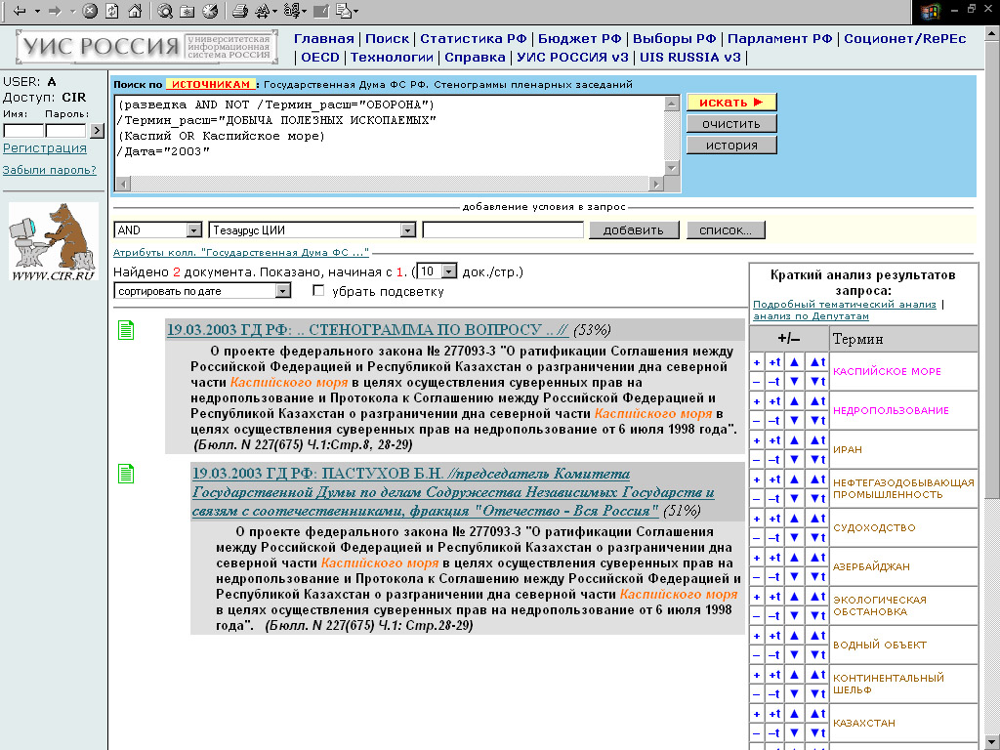 УИС РОССИЯ университетская информационная система РОССИЯ
Главная | Поиск | Статистика РФ | Бюджет РФ | Выборы РФ | Парламент РФ | Соционет/RePEc
| OECD | Технологии | Справка | УИС РОССИЯ v3 | UIS RUSSIA v3 |
USER: A
Доступ: CIR
Имя: Пароль:
>
Регистрация
Забыли пароль?
WWW.CIR.RU
Поиск по ИСТОЧНИКАМ : Государственная Дума ФС РФ. Стенограммы пленарных заседаний
(разведка AND NOT /Термин_расш="ОБОРОНА")
/Термин_расш="ДОБЫЧА ПОЛЕЗНЫХ ИСКОПАЕМЫХ"
(Каспий OR Каспийское море)
/Дата="2003"
искать ►
очистить
история
добавление условия в запрос
AND Тезаурус ЦИИ добавить список...
Атрибуты колл. "Государственная Дума ФС ..."
Найдено 2 документа. Показано, начиная с 1. ( 10 док./стр.)
сортировать по дате убрать подсветку
19.03.2003 ГД РФ: .. СТЕНОГРАММА ПО ВОПРОСУ .. // (53%)
О проекте федерального закона № 277093-3 "О ратификации Соглашения между
Российской Федерацией и Республикой Казахстан о разграничении дна северной
части Каспийского моря в целях осуществления суверенных прав на
недропользование и Протокола к Соглашению между Российской Федерацией и
Республикой Казахстан о разграничении дна северной части Каспийского моря в
целях осуществления суверенных прав на недропользование от 6 июля 1998 года".
(Бюлл. N 227(675) Ч.1:Стр.8, 28-29)
19.03.2003 ГД РФ: ПАСТУХОВ Б.Н. //председатель Комитета
Государственной Думы по делам Содружества Независимых Государств и
связям с соотечественниками, фракция "Отечество - Вся Россия" (51%)
О проекте федерального закона № 277093-3 "О ратификации Соглашения
между Российской Федерацией и Республикой Казахстан о разграничении дна
северной части Каспийского моря в целях осуществления суверенных прав на
недропользование и Протокола к Соглашению между Российской Федерацией и
Республикой Казахстан о разграничении дна северной части Каспийского моря
в целях осуществления суверенных прав на недропользование от 6 июля 1998
года". (Бюлл. N 227(675) Ч.1: Стр.28-29)
Краткий анализ результатов
запроса:
Подробный тематический анализ |
анализ по Депутатам
+/– Термин
+ +t ▲ ▲t
– –t ▼ ▼t
КАСПИЙСКОЕ МОРЕ
+ +t ▲ ▲t
– –t ▼ ▼t
НЕДРОПОЛЬЗОВАНИЕ
+ +t ▲ ▲t
– –t ▼ ▼t
ИРАН
+ +t ▲ ▲t
– –t ▼ ▼t
НЕФТЕГАЗОДОБЫВАЮЩАЯ
ПРОМЫШЛЕННОСТЬ
+ +t ▲ ▲t
– –t ▼ ▼t
СУДОХОДСТВО
+ +t ▲ ▲t
– –t ▼ ▼t
АЗЕРБАЙДЖАН
+ +t ▲ ▲t
– –t ▼ ▼t
ЭКОЛОГИЧЕСКАЯ
ОБСТАНОВКА
+ +t ▲ ▲t
– –t ▼ ▼t
ВОДНЫЙ ОБЪЕКТ
+ +t ▲ ▲t
– –t ▼ ▼t
КОНТИНЕНТАЛЬНЫЙ
ШЕЛЬФ
+ +t ▲ ▲t
– –t ▼ ▼t
КАЗАХСТАН